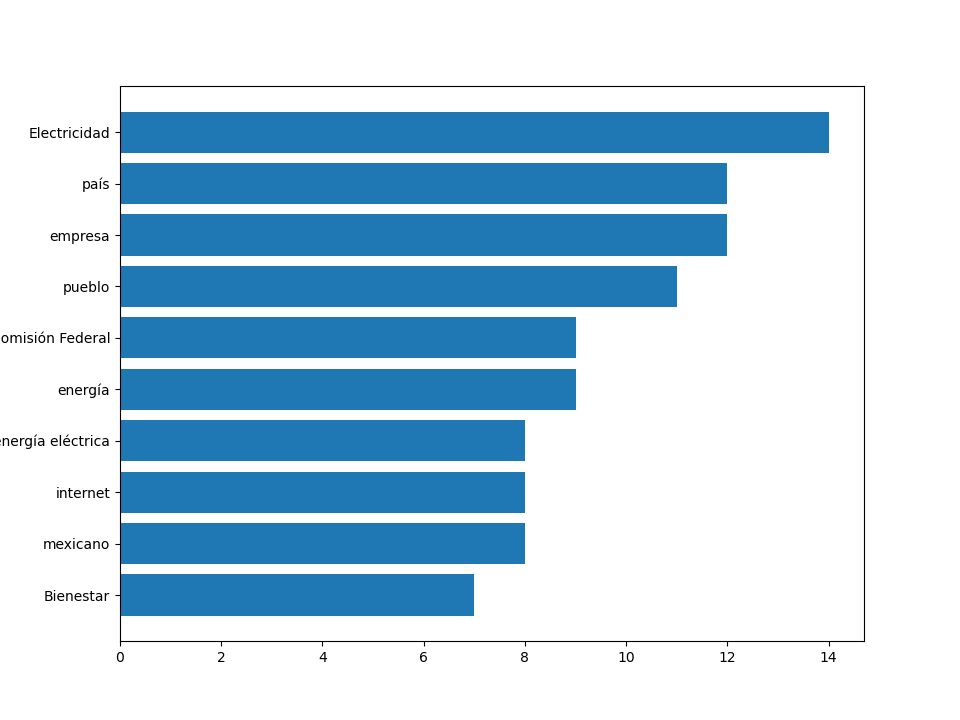 Electricidad
país
empresa
pueblo
omisión Federal
energía
energía eléctrica
internet
mexicano
Bienestar
0 2 4 6 8 10 12 14